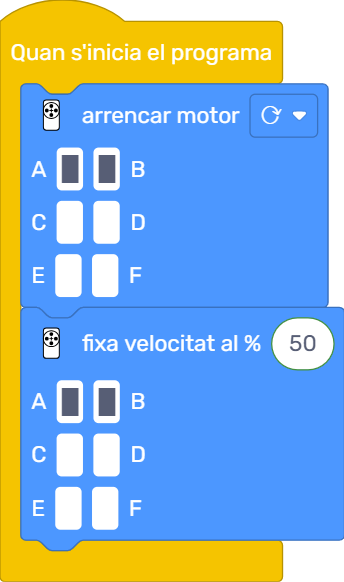 Quan s'inicia el programa
arrencar motor
A B
C D
E F
fixa velocitat al % 50
A B
C D
E F